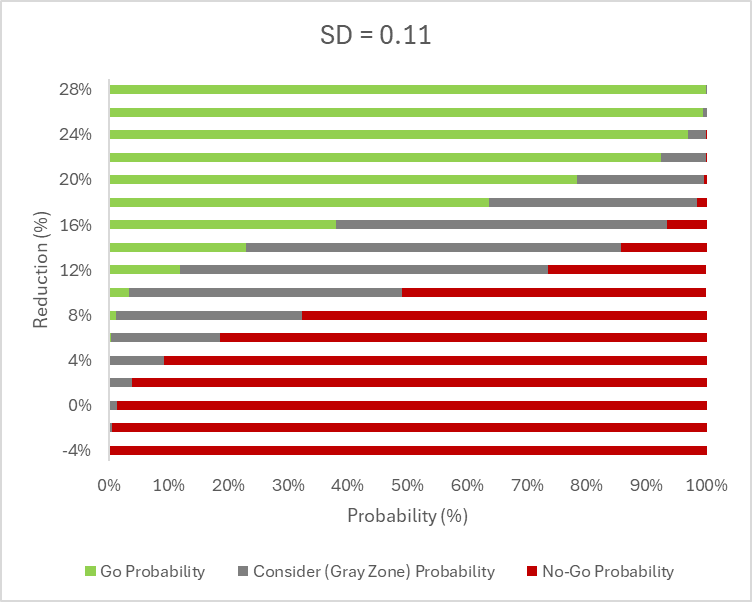 SD = 0.11
28%
24%
20%
16%
12%
8%
4%
0%
-4%
Reduction (%)
0% 10% 20% 30% 40% 50% 60% 70% 80% 90% 100%
Probability (%)
Go Probability Consider (Gray Zone) Probability No-Go Probability